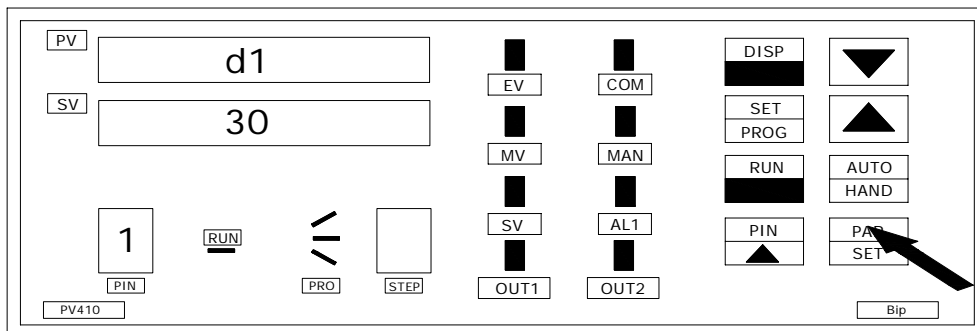 PV
d1
SV
30
1
PIN
RUN
PRO
STEP
PV410
EV
COM
MV
MAN
SV
AL1
OUT1
OUT2
DISP
SET
PROG
RUN
AUTO
HAND
PIN
PAR
SET
Bip